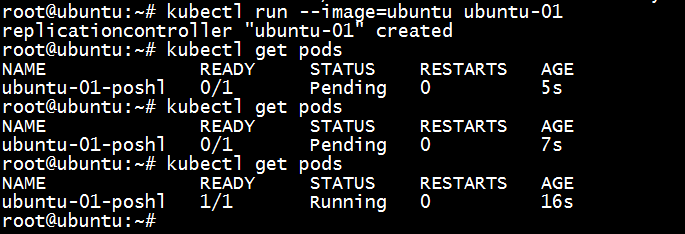 root@ubuntu:~# kubectl run --image=ubuntu ubuntu-01
replicationcontroller "ubuntu-01" created
root@ubuntu:~# kubectl get pods
NAME READY STATUS RESTARTS AGE
ubuntu-01-poshl 0/1 Pending 0 5s
root@ubuntu:~# kubectl get pods
NAME READY STATUS RESTARTS AGE
ubuntu-01-poshl 0/1 Pending 0 7s
root@ubuntu:~# kubectl get pods
NAME READY STATUS RESTARTS AGE
ubuntu-01-poshl 1/1 Running 0 16s
root@ubuntu:~#